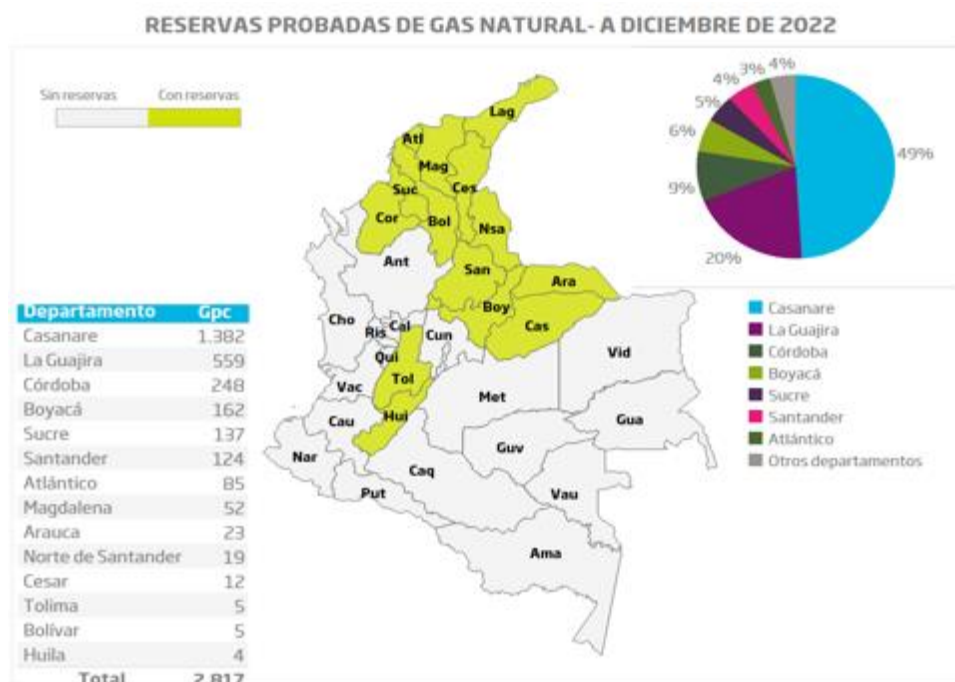 RESERVAS PROBADAS DE GAS NATURAL- A DICIEMBRE DE 2022
Sin reservas Con reservas
4%
3%
4%
5%
6%
9%
20%
49%
Lag
Atl
Mag
Ces
Suc
Cor
Bol
Nsa
Ant
San
Ara
Boy
Cas
Cho
Ris
Cal
Cun
Vid
Qui
Tol
Vac
Met
Hui
Cau
Gua
Nar
Guv
Caq
Put
Vau
Ama
Departamento Gpc
Casanare 1.382
La Guajira 559
Córdoba 248
Boyacá 162
Sucre 137
Santander 124
Atlántico 85
Magdalena 52
Arauca 23
Norte de Santander 19
Cesar 12
Tolima 5
Bolívar 5
Huila 4
Total 2.817
Casanare
La Guajira
Córdoba
Boyacá
Sucre
Santander
Atlántico
Otros departamentos